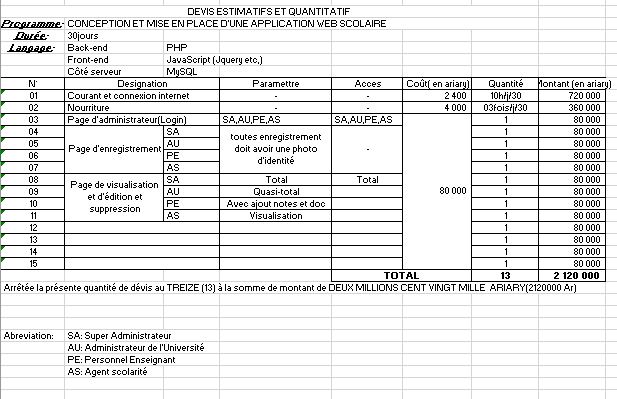 DEVIS ESTIMATIFS ET QUANTITATIF
Programme: CONCEPTION ET MISE EN PLACE D'UNE APPLICATION WEB SCOLAIRE
Durée: 30jours
Langage: Back-end PHP
Front-end JavaScript (Jquery etc,)
Côté serveur MySQL
N° Designation Parametre Acces Coût( en ariary) Quantité Montant (en ariary)
01 Courant et connexion internet - - 2 400 10h/j/30 720 000
02 Nourriture - - 4 000 03fois/j/30 360 000
03 Page d'administrateur(Login) SA,AU,PE,AS SA,AU,PE,AS 80 000 1 80 000
04 Page d'enregistrement SA toutes enregistrement doit avoir une photo d'identité - 1 80 000
05 AU 1 80 000
06 PE 1 80 000
07 AS 1 80 000
08 Page de visualisation et d'édition et suppression SA Total Total 1 80 000
09 AU Quasi-total 1 80 000
10 PE Avec ajout notes et doc 1 80 000
11 AS Visualisation 1 80 000
12 1 80 000
13 1 80 000
14 1 80 000
15 1 80 000
TOTAL 13 2 120 000
Arrêtée la présente quantité de dévis au TREIZE (13) à la somme de montant de DEUX MILLIONS CENT VINGT MILLE ARIARY(2120000 Ar)
Abreviation: SA: Super Administrateur
AU: Administrateur de l'Université
PE: Personnel Enseignant
AS: Agent scolarité